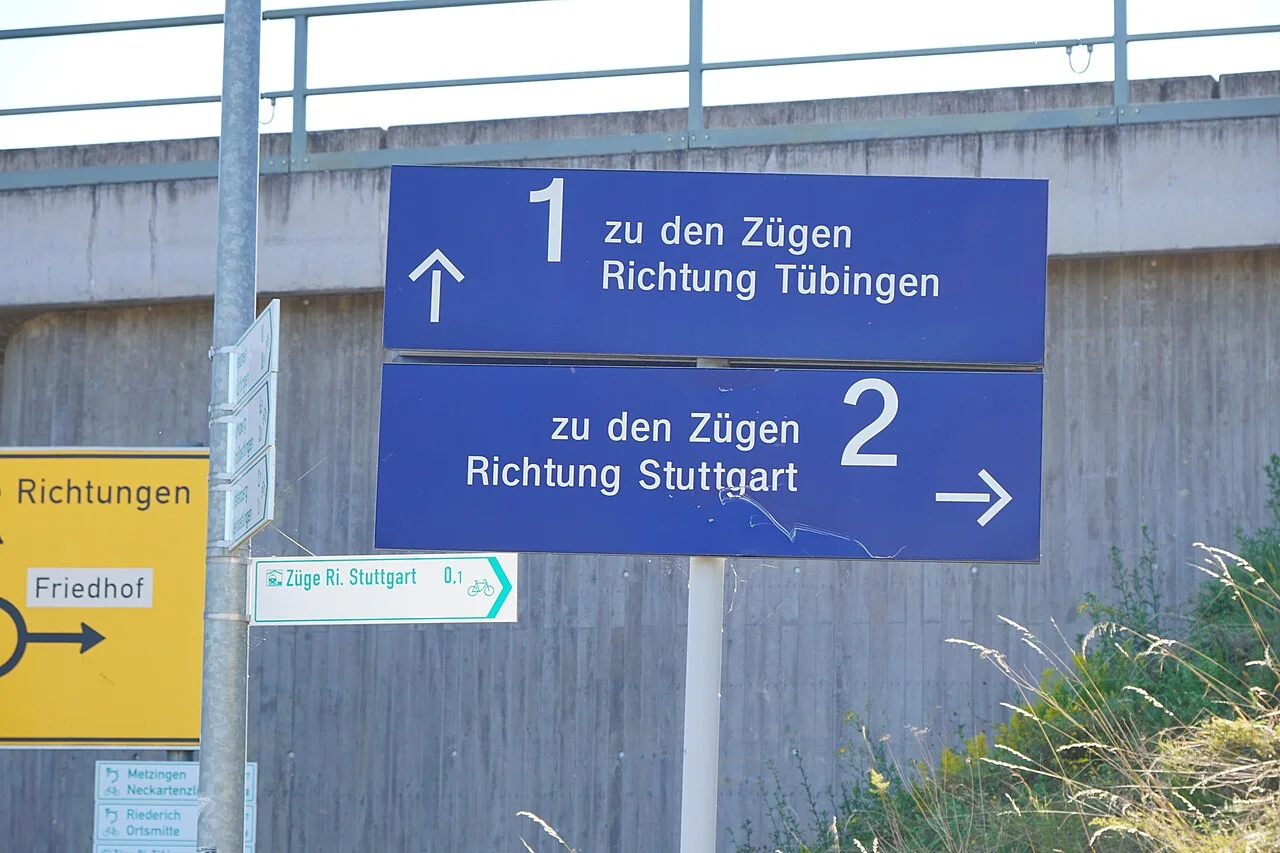 1 zu den Zügen
Richtung Tübingen
zu den Zügen 2
Richtung Stuttgart
Richtungen
Friedhof
Züge Ri. Stuttgart 0,1
Metzingen
Riederich
Ortsmitte